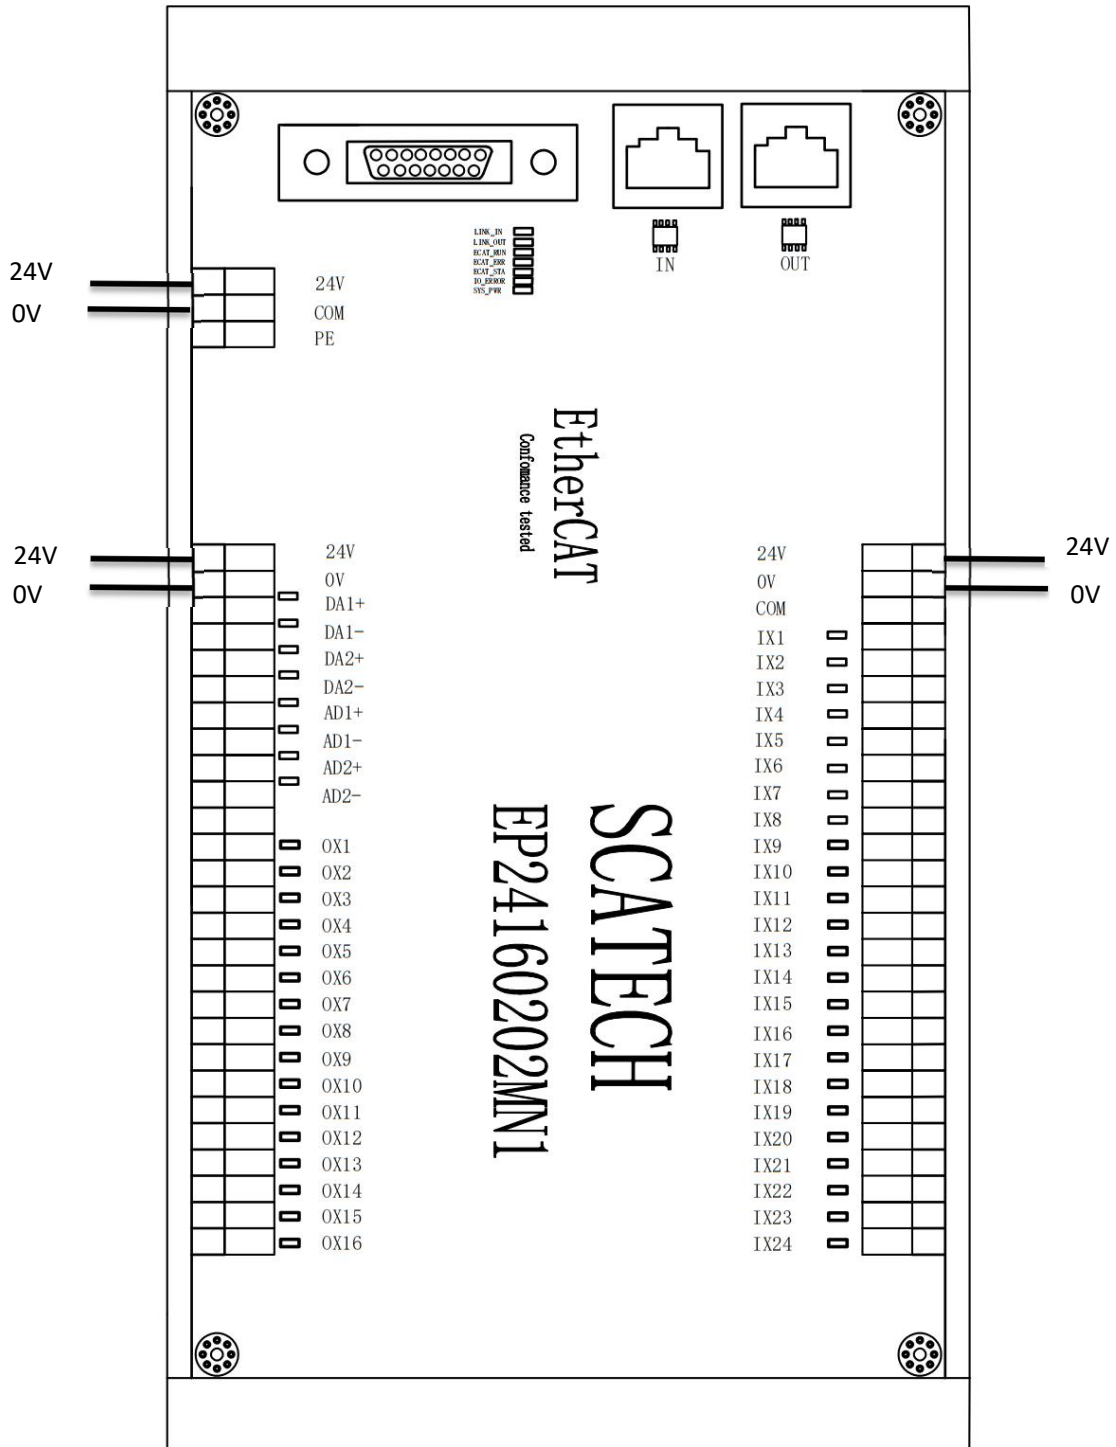 LINK_IN
LINK_OUT
ECAT_RUN
ECAT_ERR
ECAT_STA
IO_ERROR
SYS_PWR
IN
OUT
24V
0V
24V
COM
PE
EtherCAT
Confomance tested
24V
0V
24V
0V
DA1+
DA1-
DA2+
DA2-
AD1+
AD1-
AD2+
AD2-
OX1
OX2
OX3
OX4
OX5
OX6
OX7
OX8
OX9
OX10
OX11
OX12
OX13
OX14
OX15
OX16
SCATECH
EP24160202MN1
24V
0V
COM
IX1
IX2
IX3
IX4
IX5
IX6
IX7
IX8
IX9
IX10
IX11
IX12
IX13
IX14
IX15
IX16
IX17
IX18
IX19
IX20
IX21
IX22
IX23
IX24
24V
0V